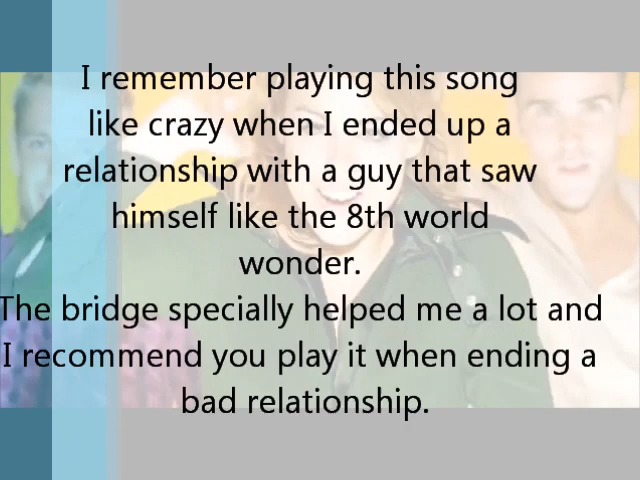 I remember playing this song
like crazy when I ended up a
relationship with a guy that saw
himself like the 8th world
wonder.
The bridge specially helped me a lot and
I recommend you play it when ending a
bad relationship.